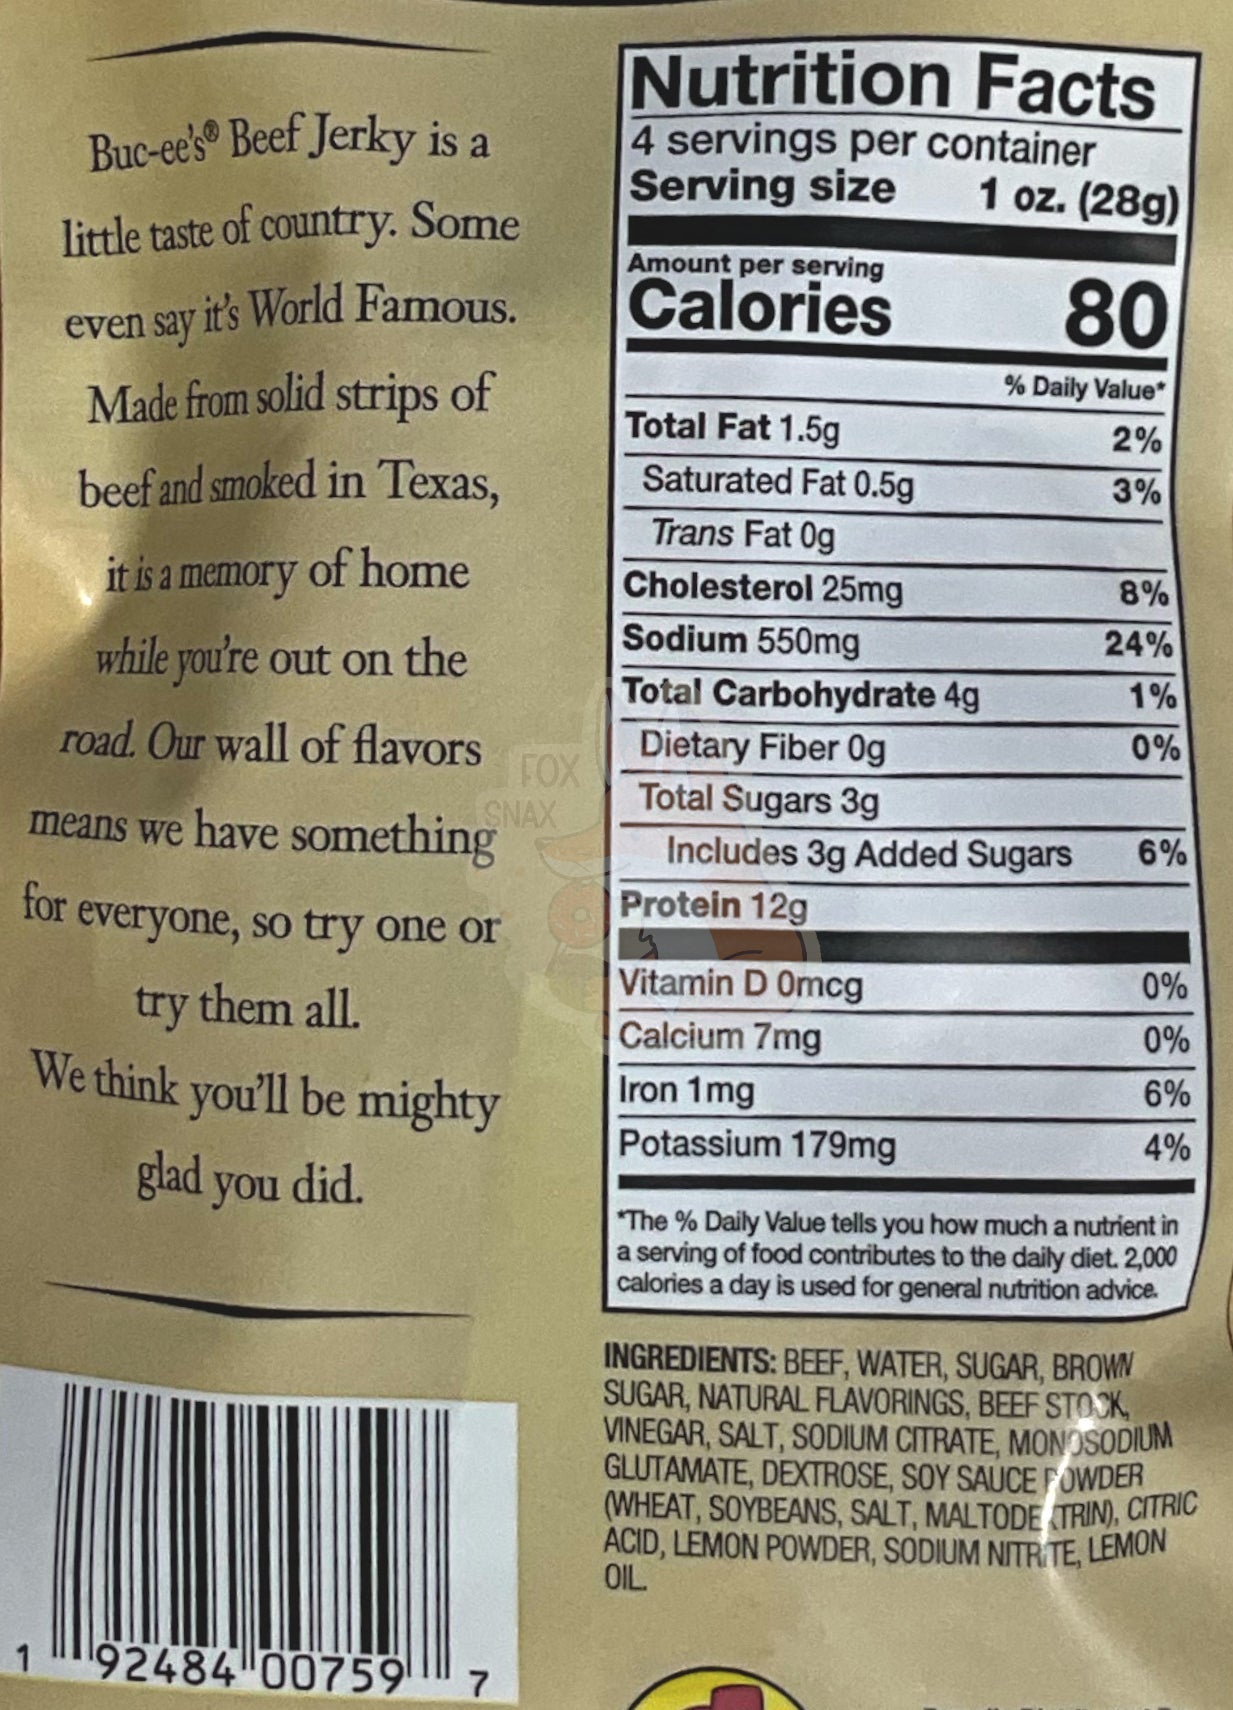 Buc-ee's® Beef Jerky is a
little taste of country. Some
even say it's World Famous.
Made from solid strips of
beef and smoked in Texas,
it is a memory of home
while you're out on the
road. Our wall of flavors
means we have something
for everyone, so try one or
try them all.
We think you'll be mighty
glad you did.
1 92484 00759 7
Nutrition Facts
4 servings per container
Serving size 1 oz. (28g)
Amount per serving
Calories 80
% Daily Value*
Total Fat 1.5g 2%
Saturated Fat 0.5g 3%
Trans Fat 0g
Cholesterol 25mg 8%
Sodium 550mg 24%
Total Carbohydrate 4g 1%
Dietary Fiber 0g 0%
Total Sugars 3g
Includes 3g Added Sugars 6%
Protein 12g
Vitamin D 0mcg 0%
Calcium 7mg 0%
Iron 1mg 6%
Potassium 179mg 4%
*The % Daily Value tells you how much a nutrient in
a serving of food contributes to the daily diet. 2,000
calories a day is used for general nutrition advice.
INGREDIENTS: BEEF, WATER, SUGAR, BROWN
SUGAR, NATURAL FLAVORINGS, BEEF STOCK,
VINEGAR, SALT, SODIUM CITRATE, MONOSODIUM
GLUTAMATE, DEXTROSE, SOY SAUCE POWDER
(WHEAT, SOYBEANS, SALT, MALTODEXTRIN), CITRIC
ACID, LEMON POWDER, SODIUM NITRITE, LEMON
OIL.
FOX
SNAX